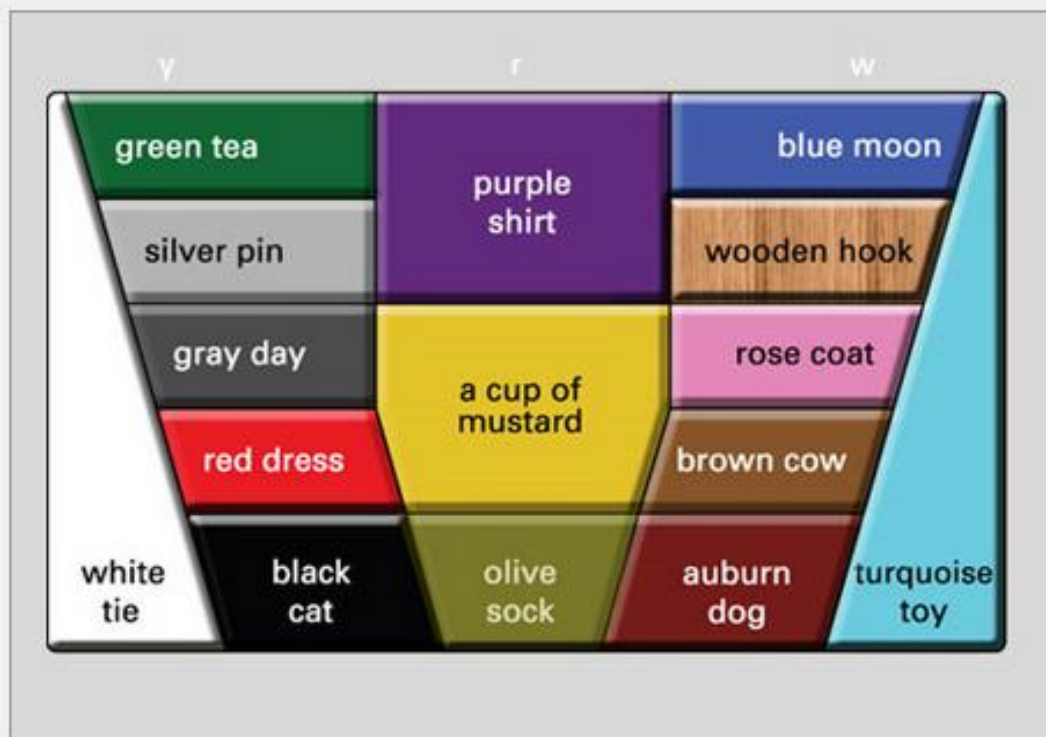 y r w
green tea
purple
shirt
blue moon
silver pin
wooden hook
gray day
a cup of
mustard
rose coat
red dress
brown cow
white
tie
black
cat
olive
sock
auburn
dog
turquoise
toy